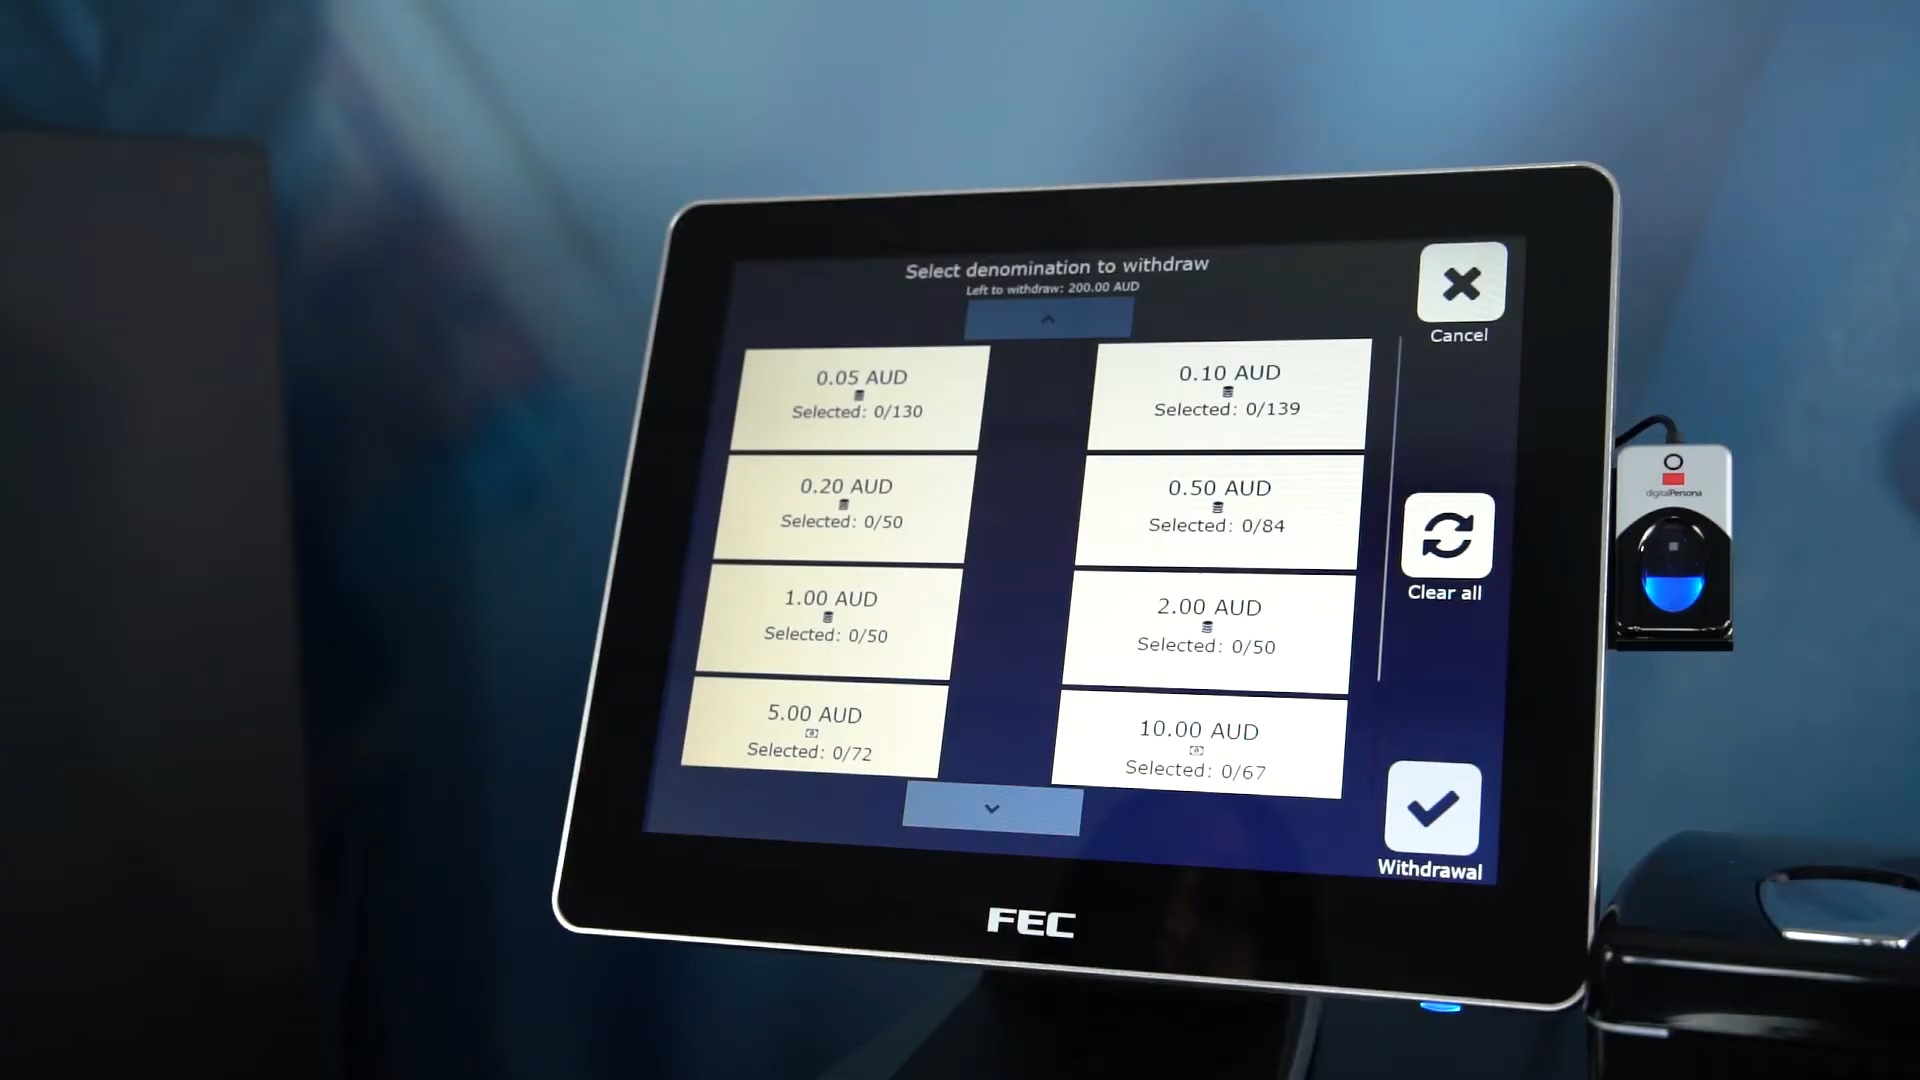 Select denomination to withdraw
Left to withdraw: 200.00 AUD
Cancel
0.05 AUD
Selected: 0/130
0.10 AUD
Selected: 0/139
0.20 AUD
Selected: 0/50
0.50 AUD
Selected: 0/84
Clear all
1.00 AUD
Selected: 0/50
2.00 AUD
Selected: 0/50
5.00 AUD
Selected: 0/72
10.00 AUD
Selected: 0/67
Withdrawal
FEC
digitalPersona